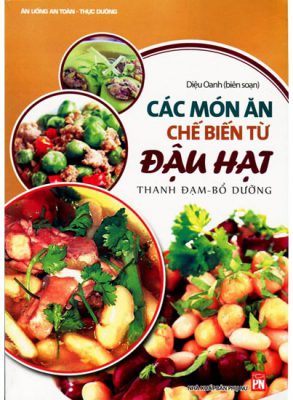 ĂN UỐNG AN TOÀN - THỰC DƯỠNG
Diệu Oanh (biên soạn)
CÁC MÓN ĂN
CHẾ BIẾN TỪ
ĐẬU HẠT
THANH ĐẠM-BỔ DƯỠNG
NHÀ XUẤT BẢN PHỤ NỮ
PN